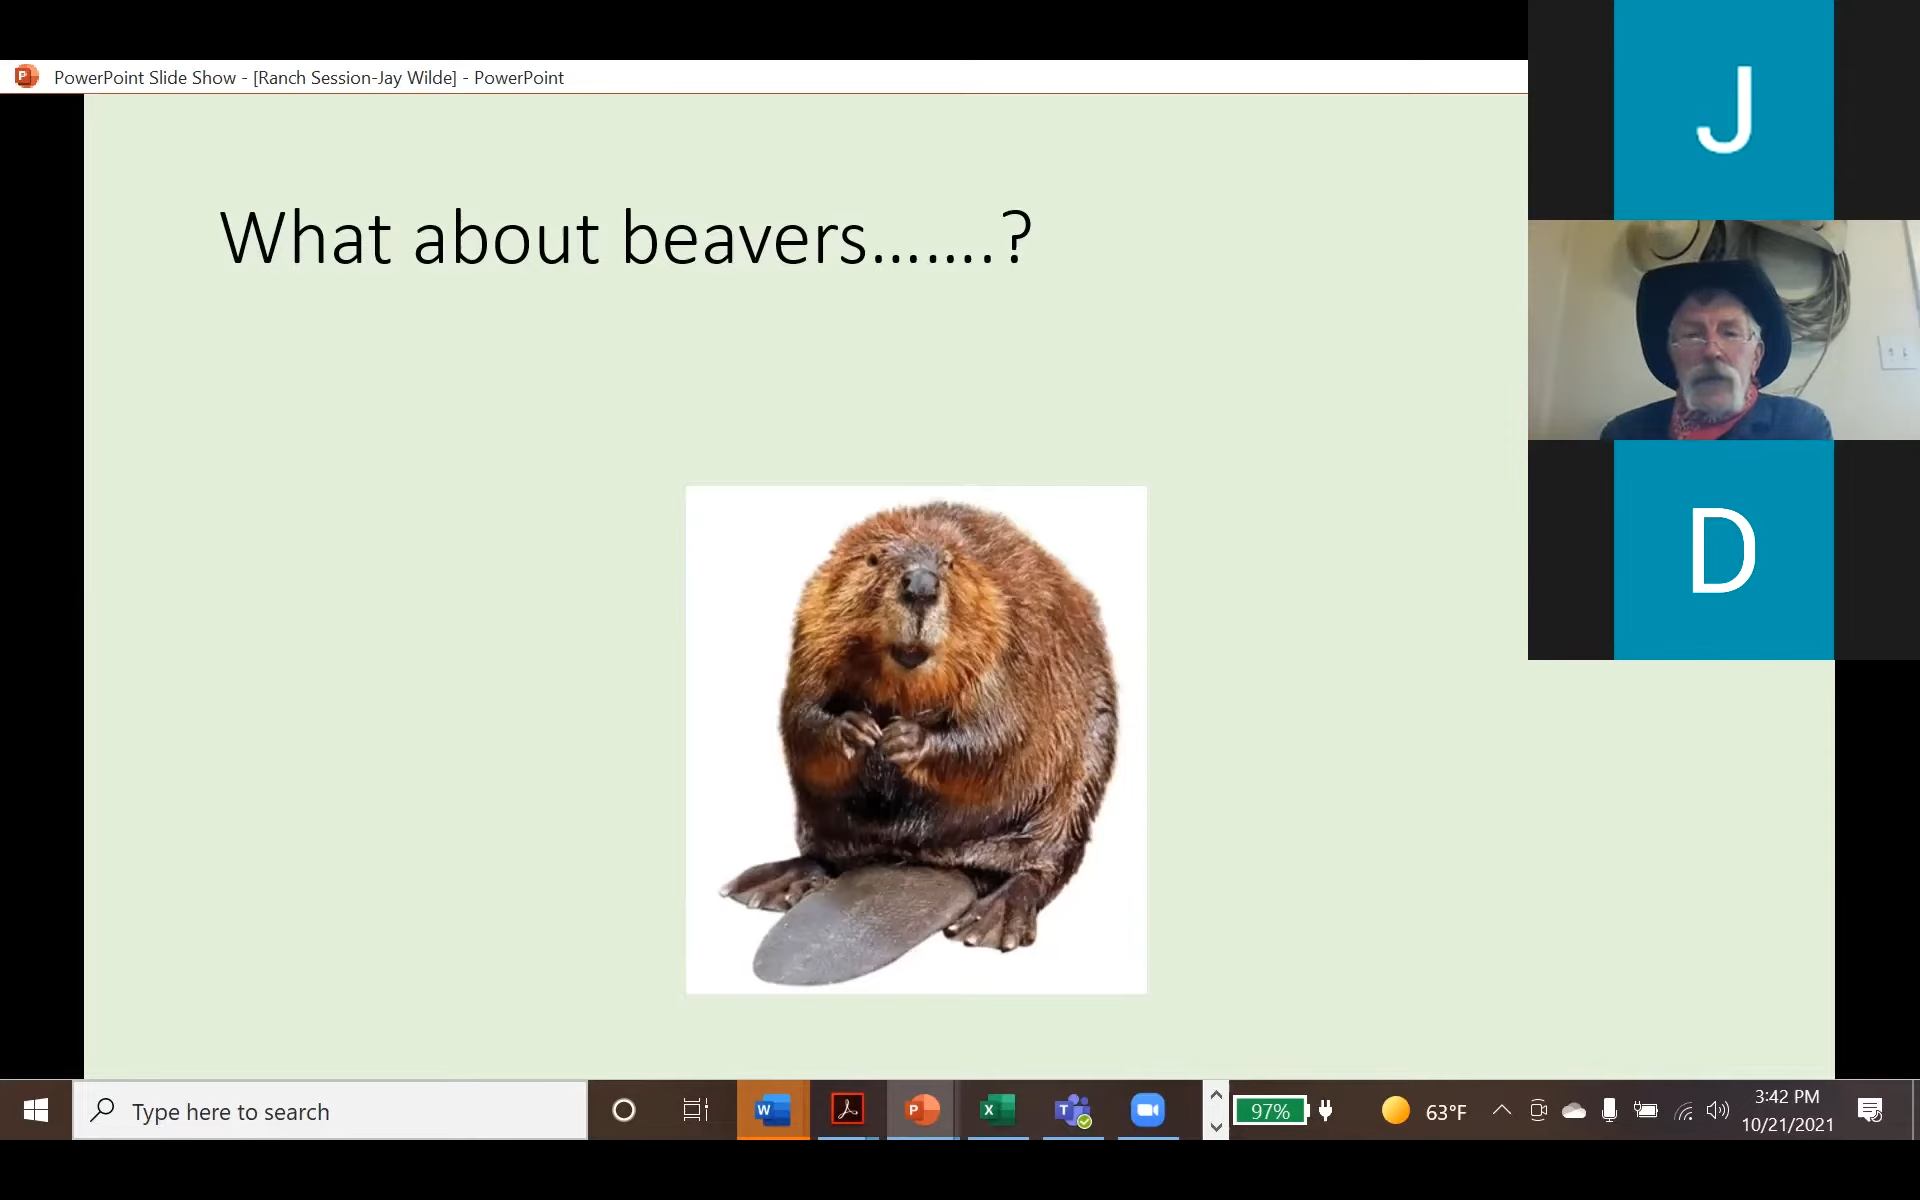 PowerPoint Slide Show - [Ranch Session-Jay Wilde] - PowerPoint
J
What about beavers.......?
D
Type here to search
W
P
X
T
97%
63°F
3:42 PM
10/21/2021